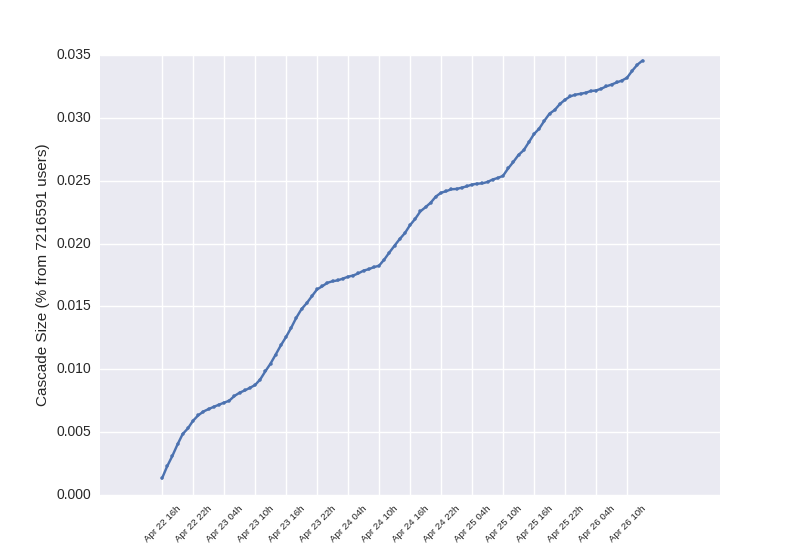 0.035
0.030
0.025
0.020
0.015
0.010
0.005
0.000
Cascade Size (% from 7216591 users)
Apr 22 16h
Apr 22 22h
Apr 23 04h
Apr 23 10h
Apr 23 16h
Apr 23 22h
Apr 24 04h
Apr 24 10h
Apr 24 16h
Apr 24 22h
Apr 25 04h
Apr 25 10h
Apr 25 16h
Apr 25 22h
Apr 26 04h
Apr 26 10h